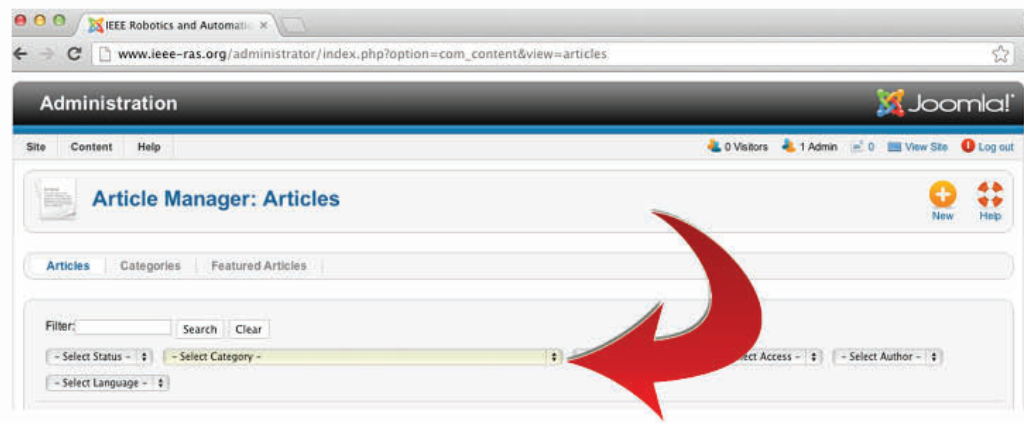 IEEE Robotics and Automatic
www.ieee-ras.org/administrator/index.php?option=com_content&view=articles
Administration
Joomla!
Site Content Help
0 Visitors 1 Admin 0 View Site Log out
Article Manager: Articles
New Help
Articles Categories Featured Articles
Filter: Search Clear
- Select Status - - Select Category - Access - - Select Author -
- Select Language -